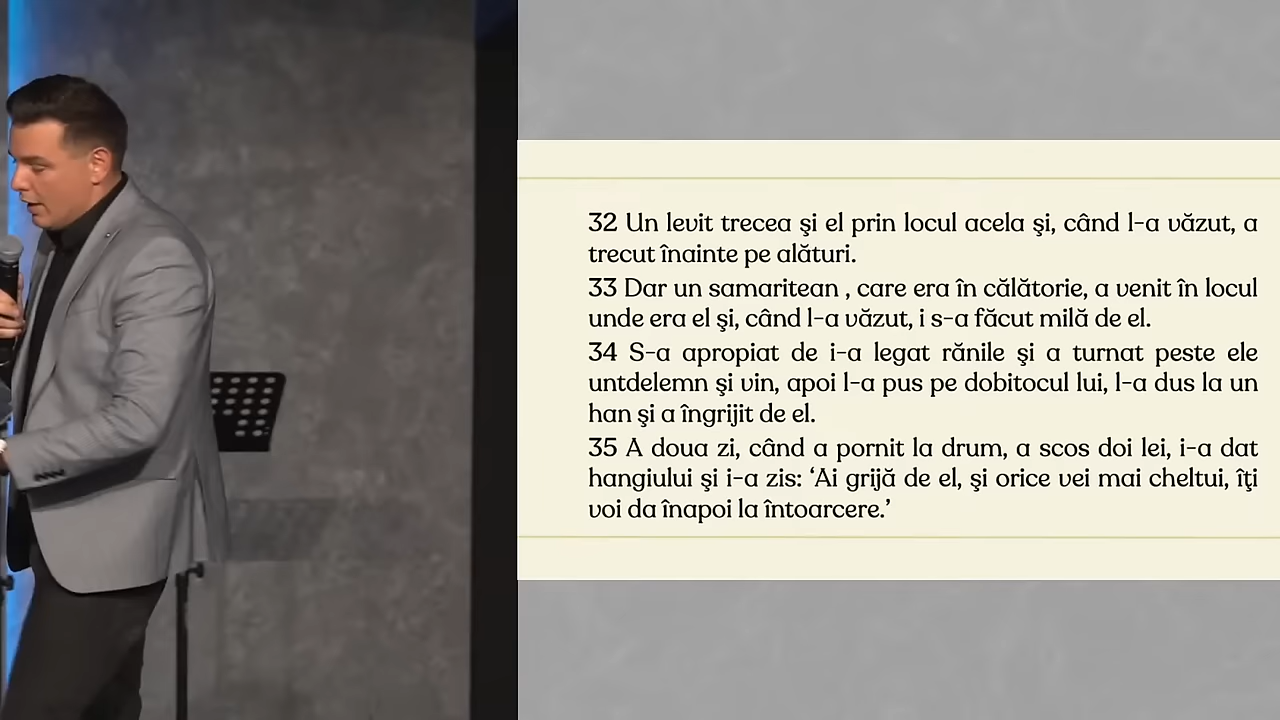 32 Un levit trecea şi el prin locul acela şi, când l-a văzut, a
trecut înainte pe alături.
33 Dar un samaritean , care era în călătorie, a venit în locul
unde era el şi, când l-a văzut, i s-a făcut milă de el.
34 S-a apropiat de i-a legat rănile şi a turnat peste ele
untdelemn şi vin, apoi l-a pus pe dobitocul lui, l-a dus la un
han şi a îngrijit de el.
35 A doua zi, când a pornit la drum, a scos doi lei, i-a dat
hangiului şi i-a zis: ‘Ai grijă de el, şi orice vei mai cheltui, îţi
voi da înapoi la întoarcere.’